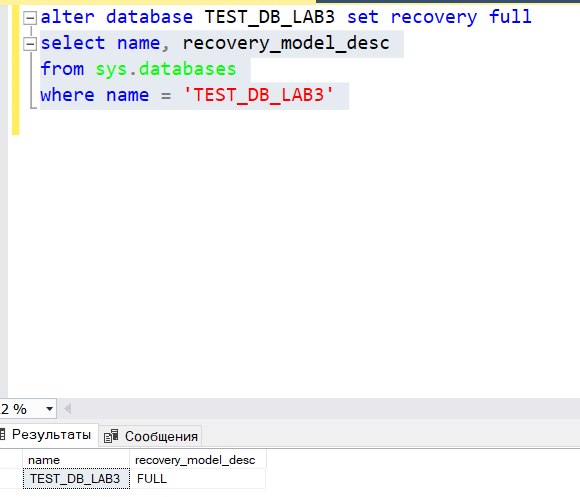 alter database TEST_DB_LAB3 set recovery full
select name, recovery_model_desc
from sys.databases
where name = 'TEST_DB_LAB3'
2 %
Результаты Сообщения
name recovery_model_desc
TEST_DB_LAB3 FULL